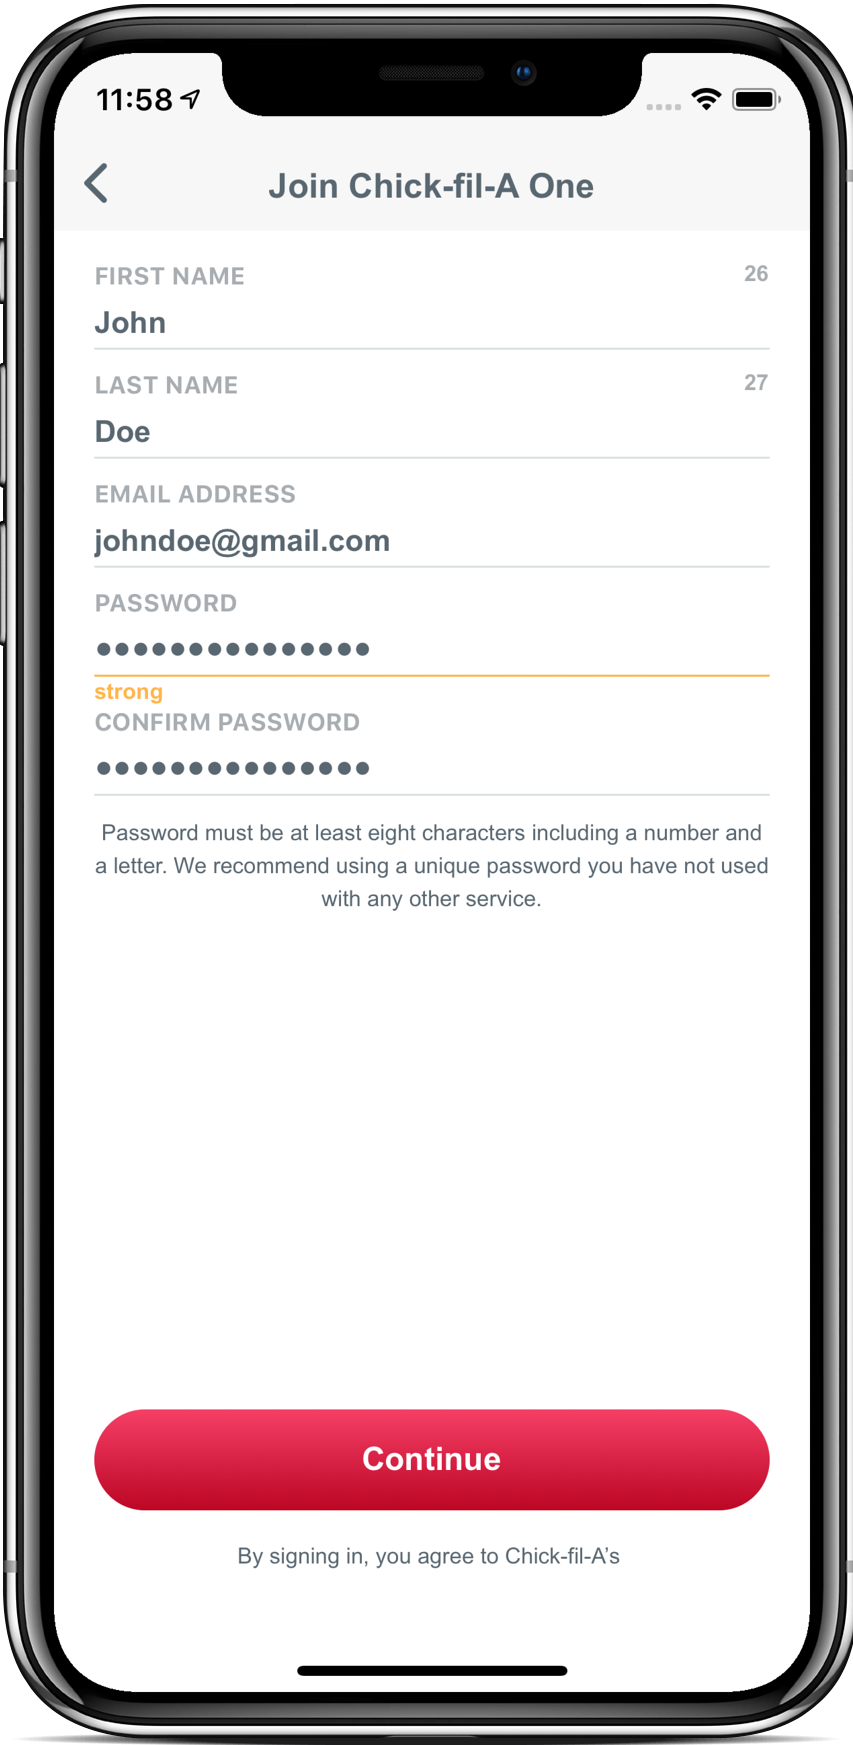 11:58
Join Chick-fil-A One
FIRST NAME 26
John
LAST NAME 27
Doe
EMAIL ADDRESS
johndoe@gmail.com
PASSWORD
●●●●●●●●●●●●●●●
strong
CONFIRM PASSWORD
●●●●●●●●●●●●●●●
Password must be at least eight characters including a number and
a letter. We recommend using a unique password you have not used
with any other service.
Continue
By signing in, you agree to Chick-fil-A’s